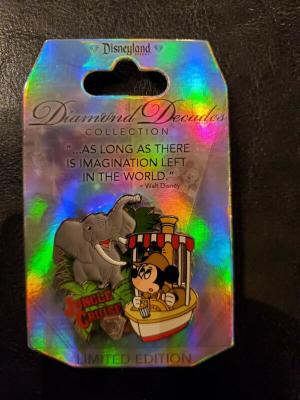 Disneyland
RESORT
Diamond Decades
COLLECTION
"...AS LONG AS THERE
IS IMAGINATION LEFT
IN THE WORLD."
- Walt Disney
JUNGLE
CRUISE
LIMITED EDITION